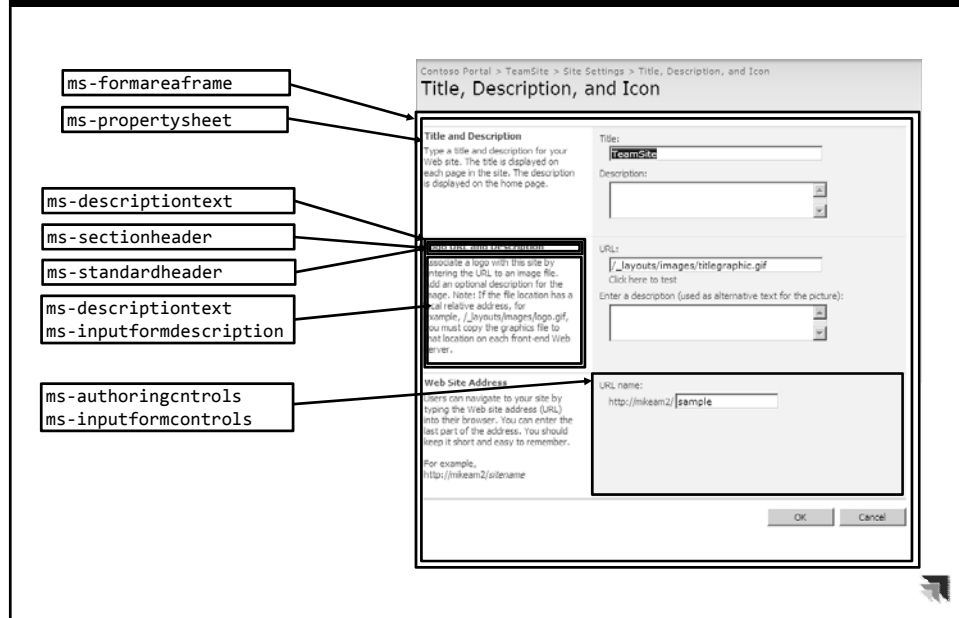 ms-formareaframe
ms-propertysheet
ms-descriptiontext
ms-sectionheader
ms-standardheader
ms-descriptiontext
ms-inputformdescription
ms-authoringcntrols
ms-inputformcontrols
Contoso Portal > TeamSite > Site Settings > Title, Description, and Icon
Title, Description, and Icon
Title and Description
Type a title and description for your
Web site. The title is displayed on
each page in the site. The description
is displayed on the home page.
Title:
TeamSite
Description:
Logo URL and Description
Associate a logo with this site by
entering the URL to an image file.
Add an optional description for the
image. Note: If the file location has a
local relative address, for
example, /_layouts/images/logo.gif,
you must copy the graphics file to
that location on each front-end Web
server.
URL:
/_layouts/images/titlegraphic.gif
Click here to test
Enter a description (used as alternative text for the picture):
Web Site Address
Users can navigate to your site by
typing the Web site address (URL)
into their browser. You can enter the
last part of the address. You should
keep it short and easy to remember.
For example,
http://mikeam2/sitename
URL name:
http://mikeam2/ sample
OK Cancel